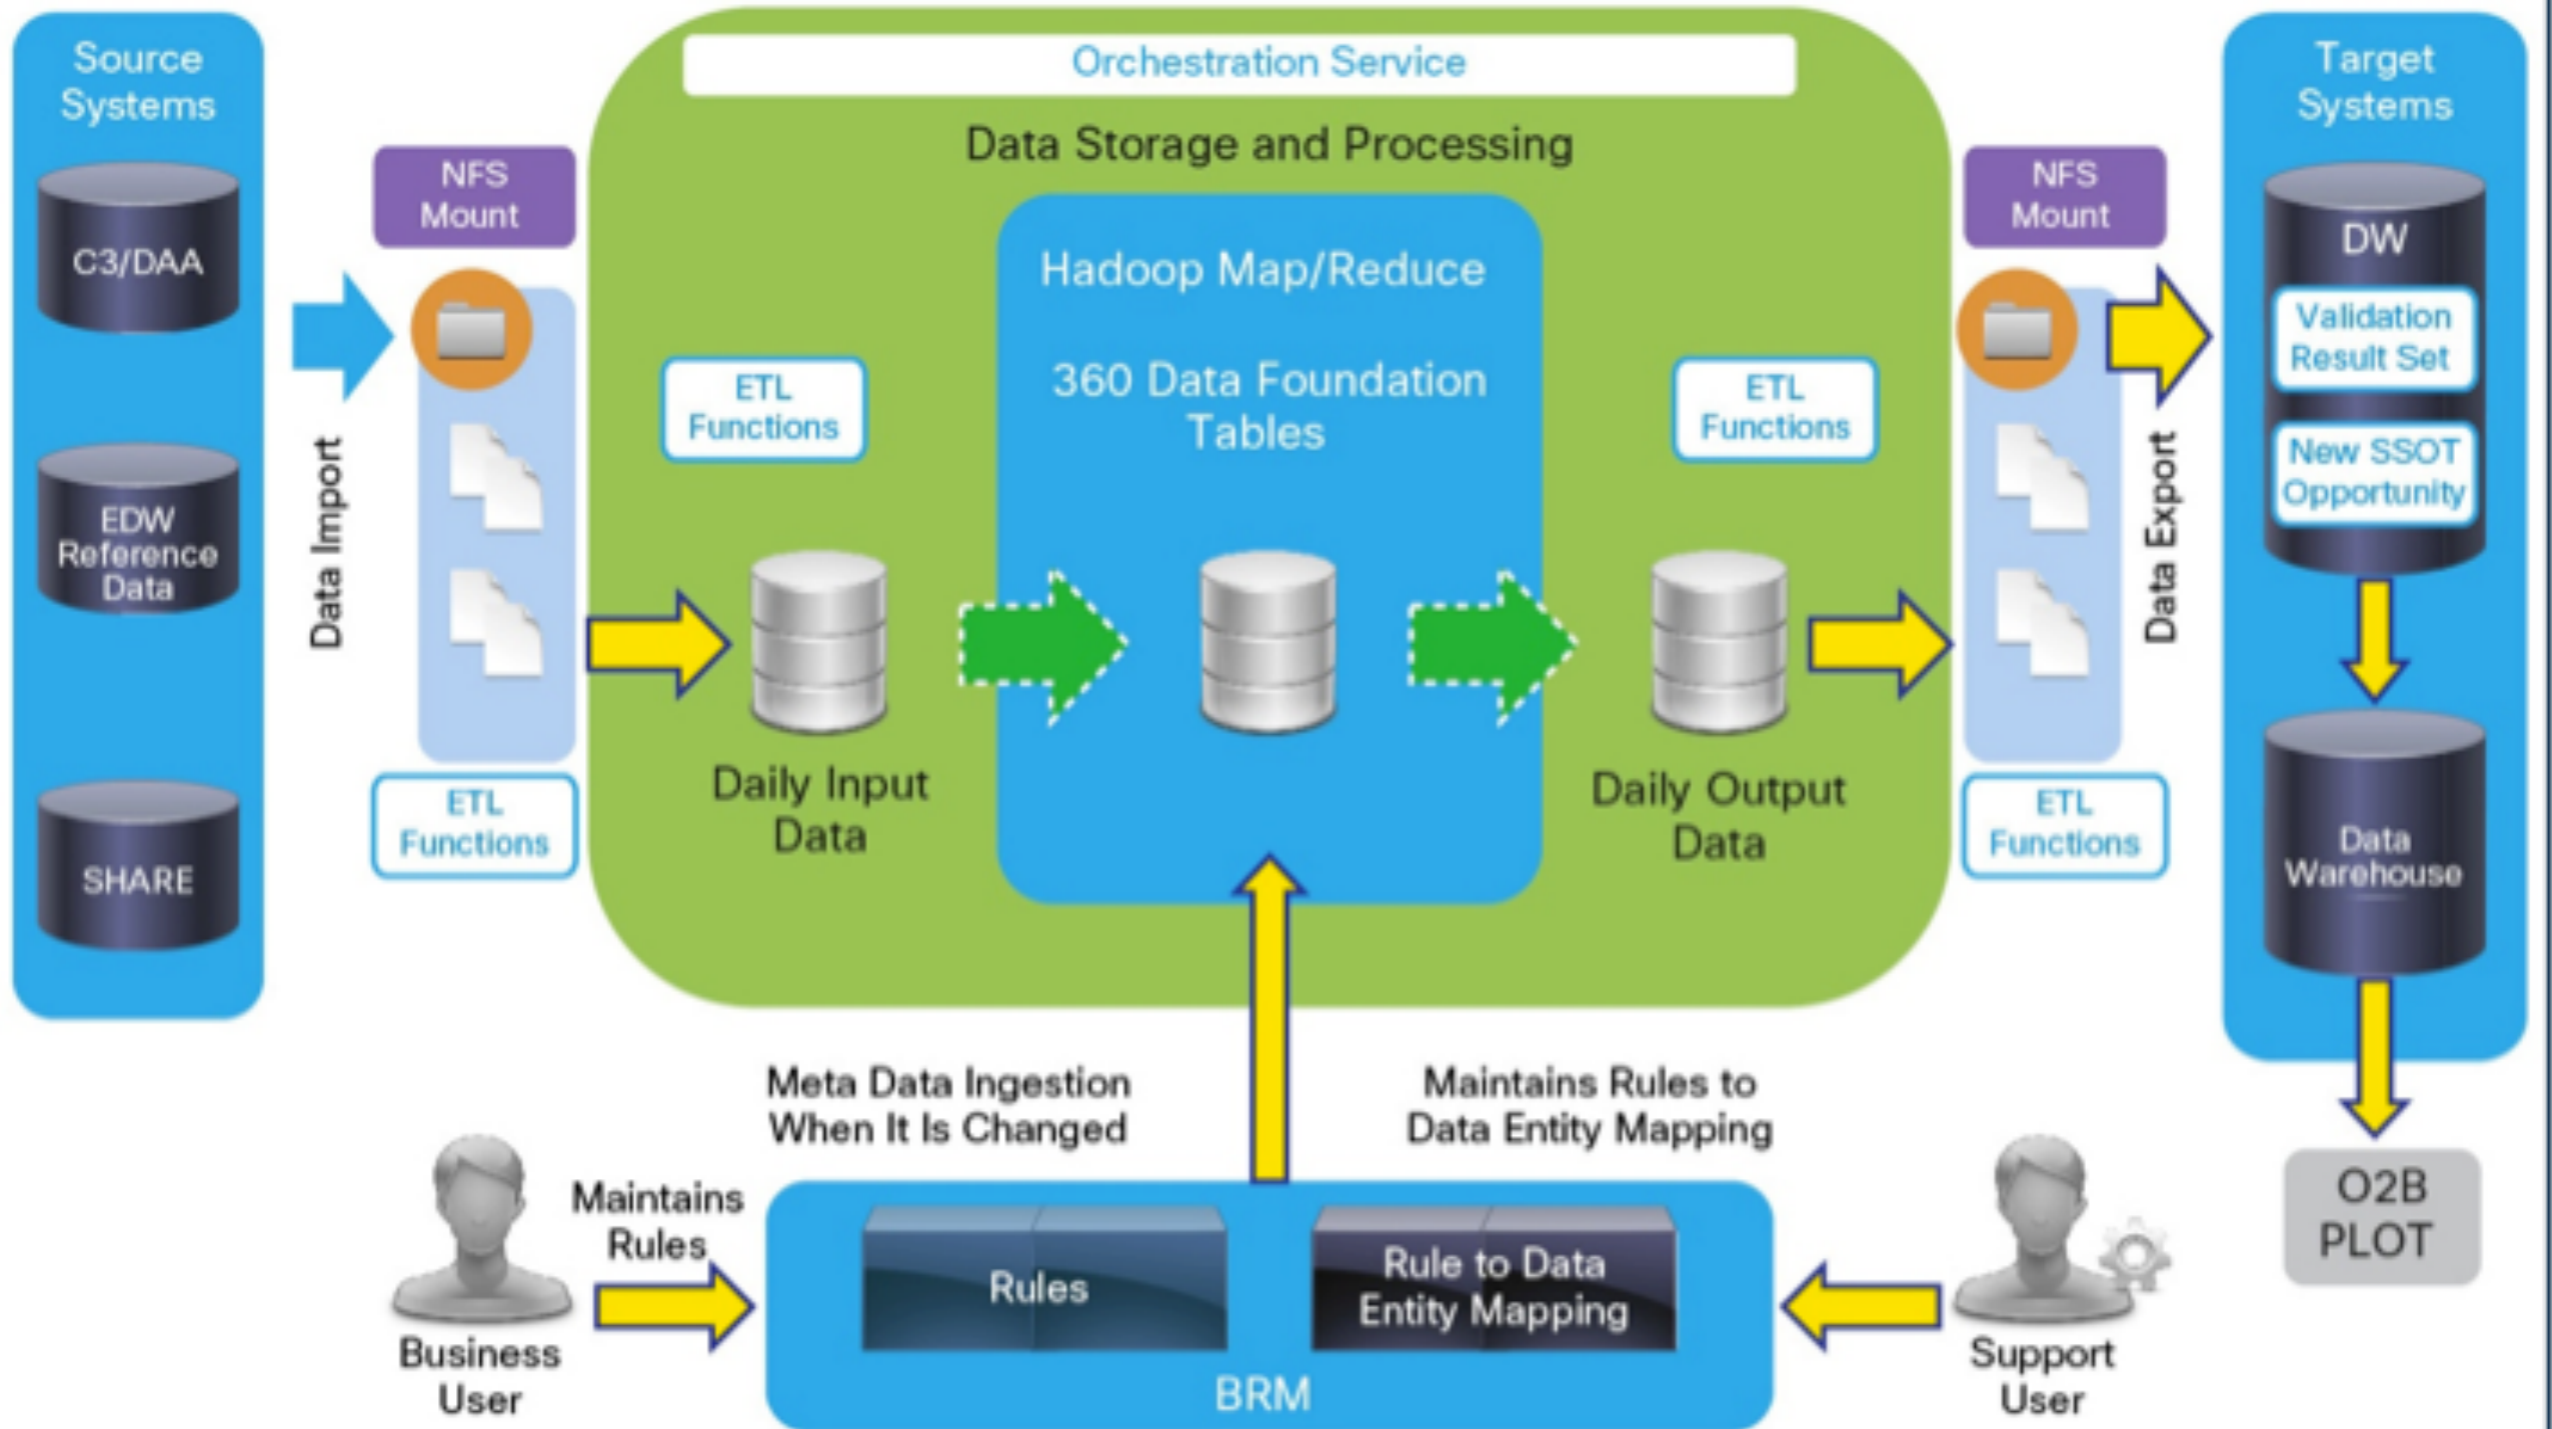 Source
Systems
C3/DAA
EDW
Reference
Data
SHARE
Data Import
NFS
Mount
ETL
Functions
Orchestration Service
Data Storage and Processing
ETL
Functions
Daily Input
Data
Hadoop Map/Reduce
360 Data Foundation
Tables
ETL
Functions
Daily Output
Data
NFS
Mount
ETL
Functions
Data Export
Target
Systems
DW
Validation
Result Set
New SSOT
Opportunity
Data
Warehouse
O2B
PLOT
Meta Data Ingestion
When It Is Changed
Maintains Rules to
Data Entity Mapping
Maintains
Rules
Business
User
Rules
Rule to Data
Entity Mapping
BRM
Support
User